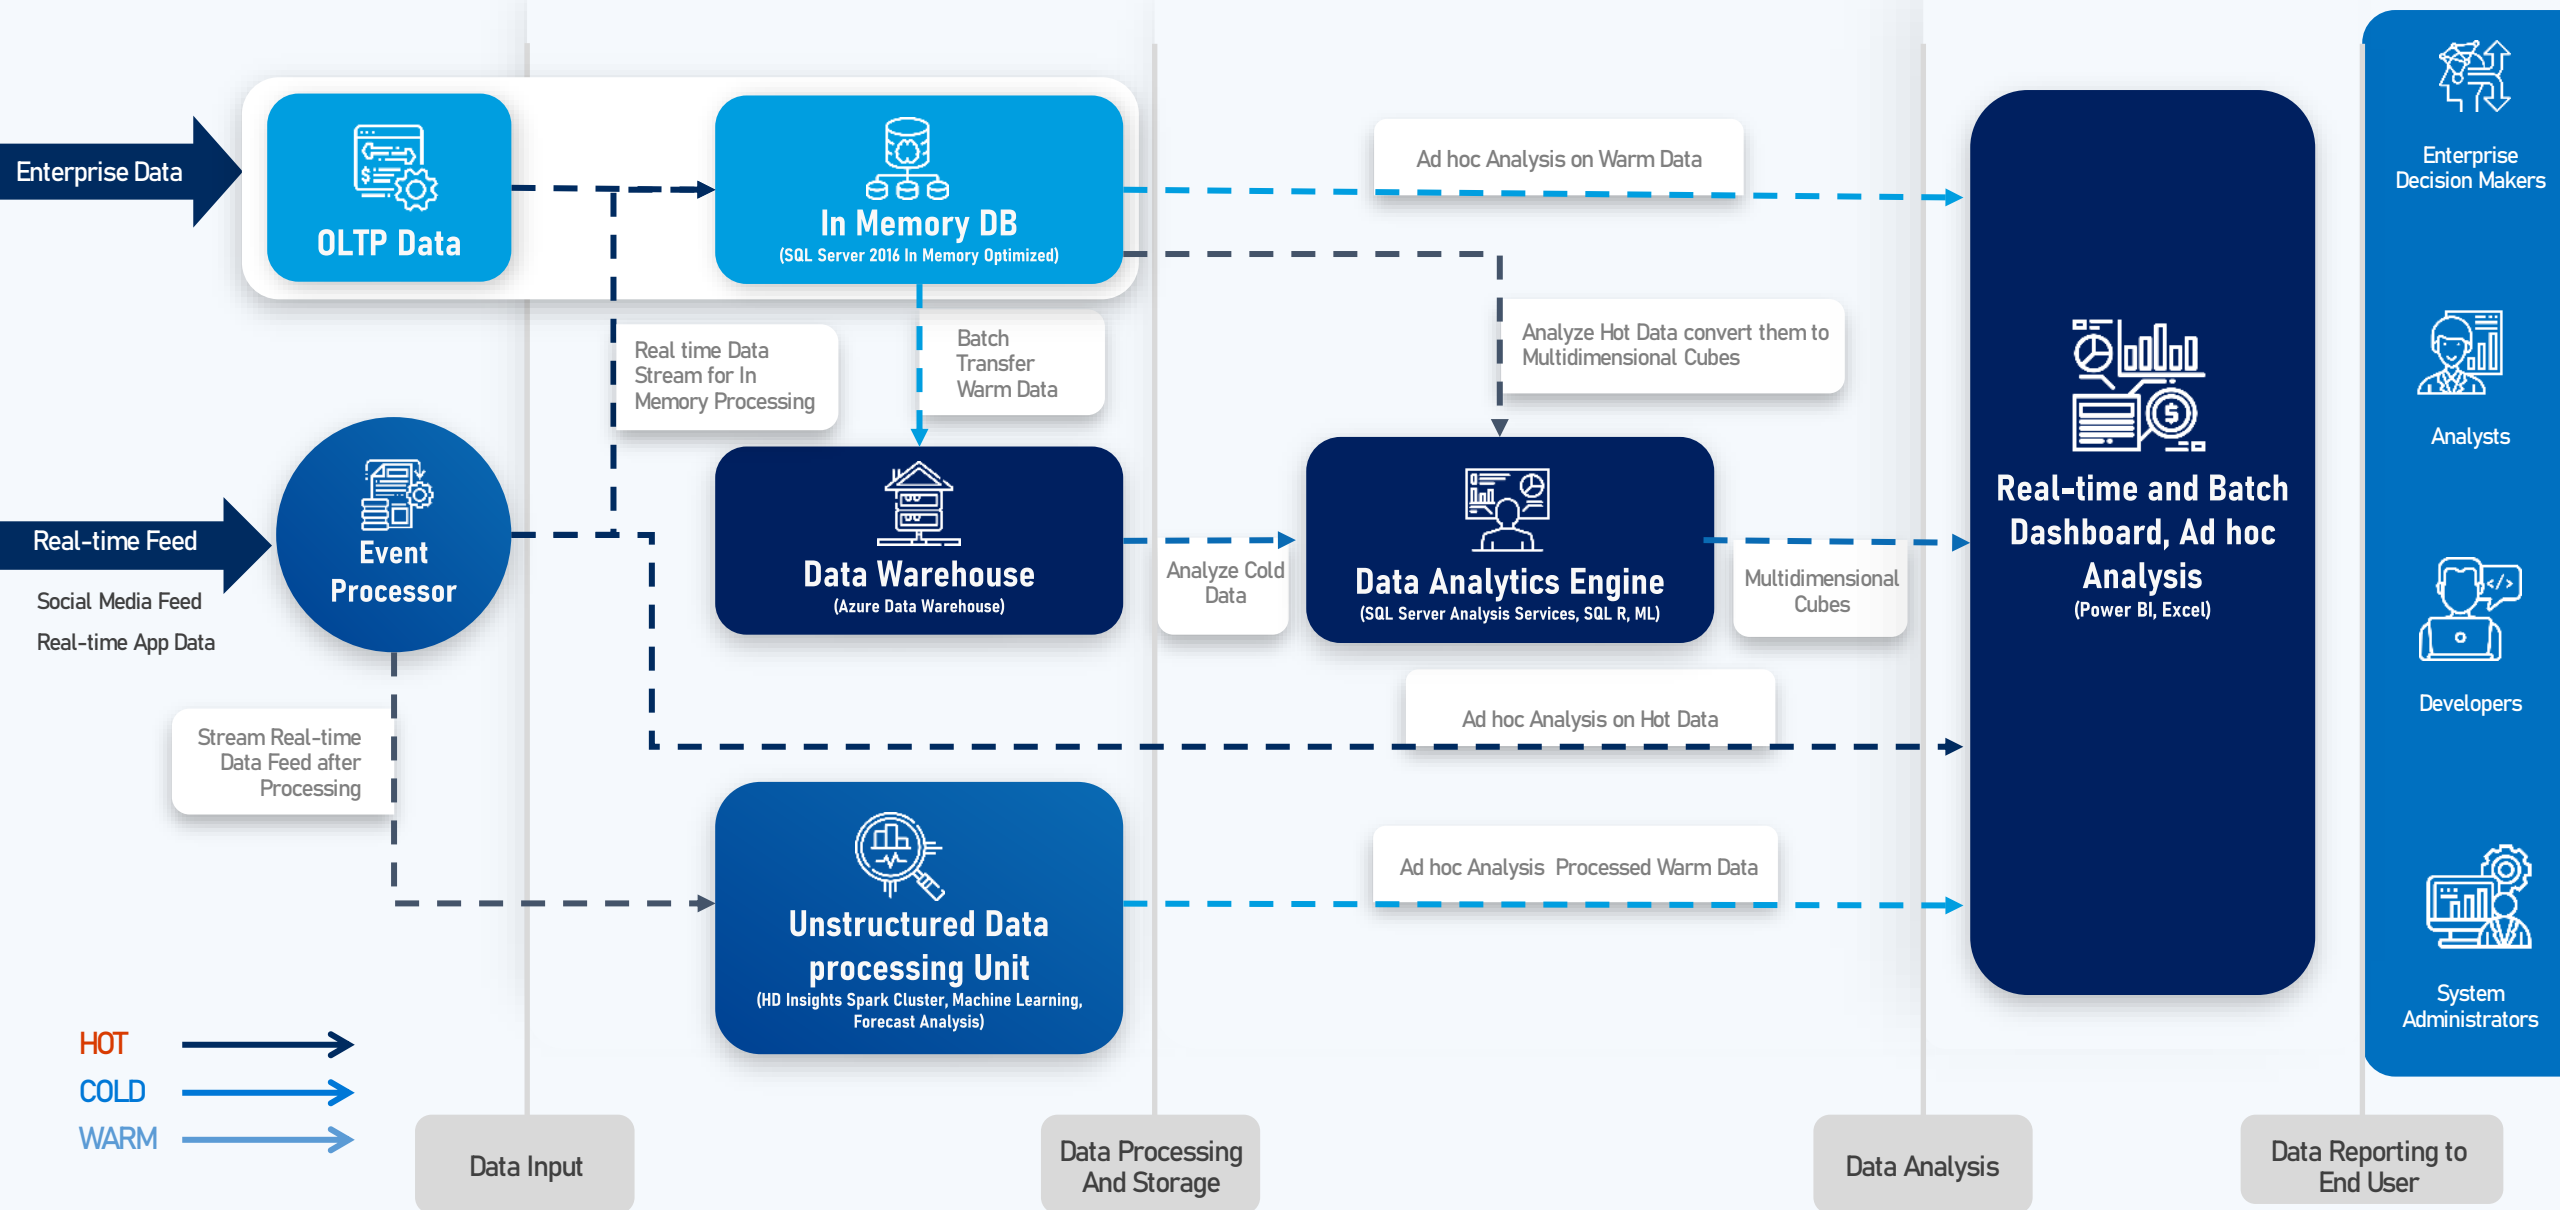 Enterprise Data
OLTP Data
In Memory DB
(SQL Server 2016 In Memory Optimized)
Ad hoc Analysis on Warm Data
Real time Data
Stream for In
Memory Processing
Batch
Transfer
Warm Data
Analyze Hot Data convert them to
Multidimensional Cubes
Real-time Feed
Social Media Feed
Real-time App Data
Event
Processor
Data Warehouse
(Azure Data Warehouse)
Analyze Cold
Data
Data Analytics Engine
(SQL Server Analysis Services, SQL R, ML)
Multidimensional
Cubes
Real-time and Batch
Dashboard, Ad hoc
Analysis
(Power BI, Excel)
Stream Real-time
Data Feed after
Processing
Ad hoc Analysis on Hot Data
Unstructured Data
processing Unit
(HD Insights Spark Cluster, Machine Learning,
Forecast Analysis)
Ad hoc Analysis  Processed Warm Data
Enterprise
Decision Makers
Analysts
Developers
System
Administrators
HOT
COLD
WARM
Data Input
Data Processing
And Storage
Data Analysis
Data Reporting to
End User